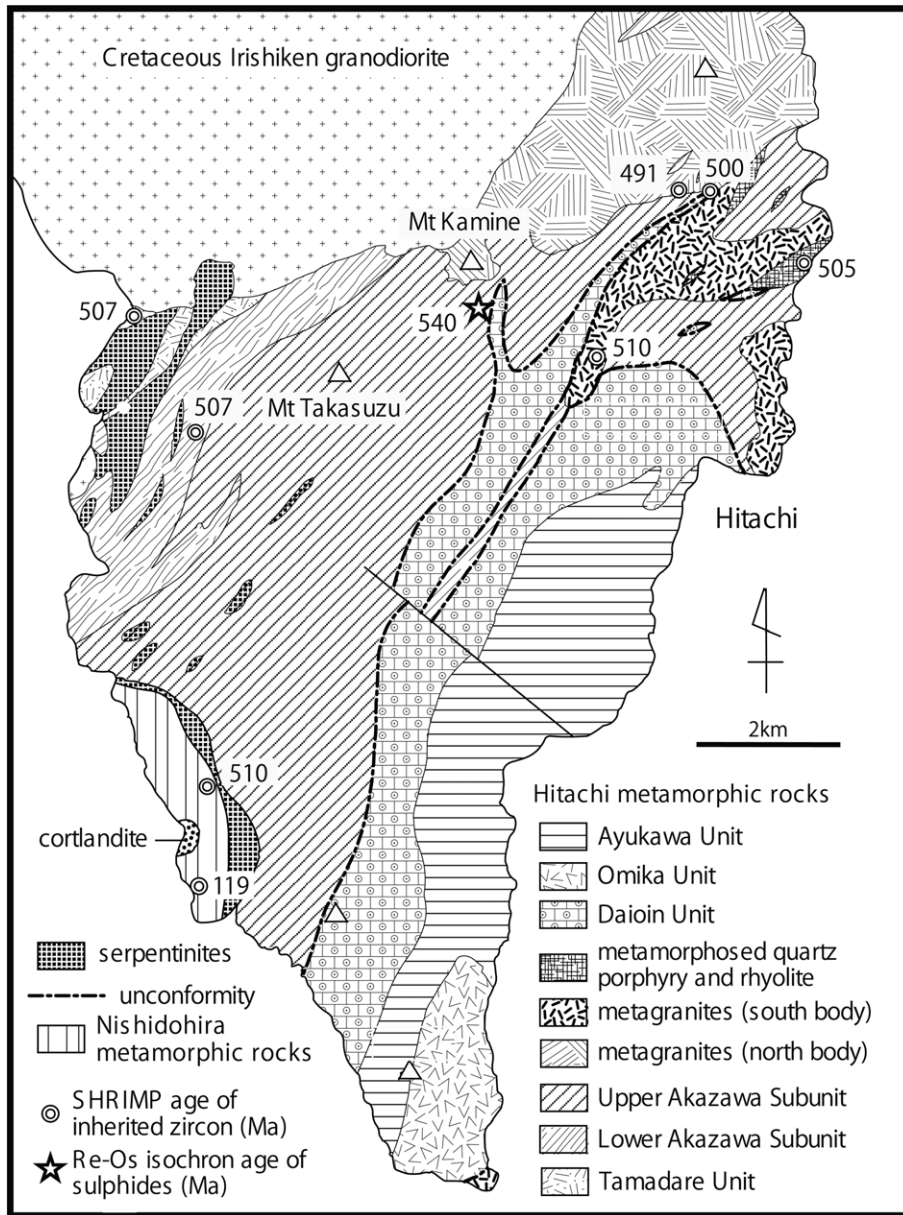 Cretaceous Irishiken granodiorite
491
500
Mt Kamine
505
507
540
510
507
Mt Takasuzu
Hitachi
2km
510
cortlandite
119
serpentinites
unconformity
Nishidohira
metamorphic rocks
SHRIMP age of
inherited zircon (Ma)
Re-Os isochron age of
sulphides (Ma)
Hitachi metamorphic rocks
Ayukawa Unit
Omika Unit
Daioin Unit
metamorphosed quartz
porphyry and rhyolite
metagranites (south body)
metagranites (north body)
Upper Akazawa Subunit
Lower Akazawa Subunit
Tamadare Unit